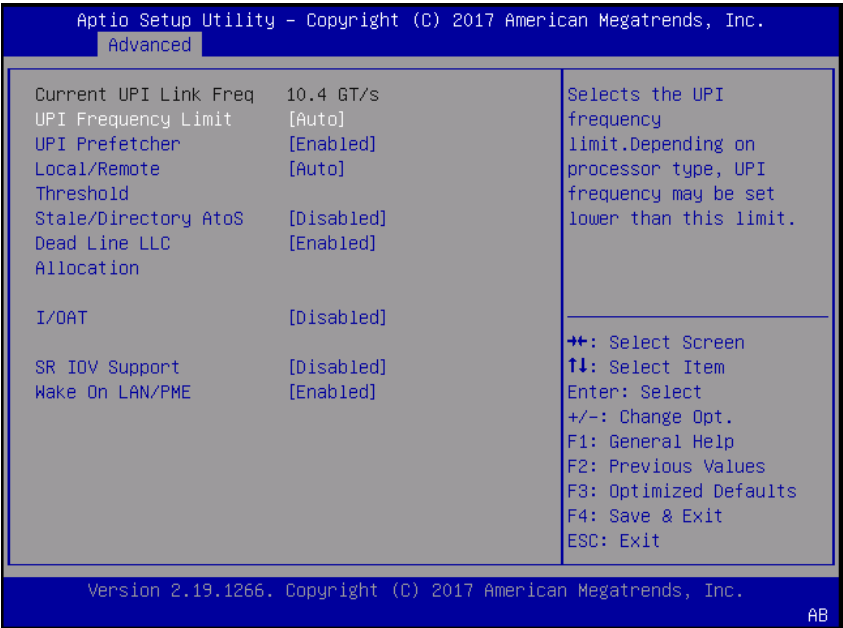 Aptio Setup Utility – Copyright (C) 2017 American Megatrends, Inc.
Advanced
Current UPI Link Freq 10.4 GT/s
UPI Frequency Limit [Auto]
UPI Prefetcher [Enabled]
Local/Remote [Auto]
Threshold
Stale/Directory AtoS [Disabled]
Dead Line LLC [Enabled]
Allocation
I/OAT [Disabled]
SR IOV Support [Disabled]
Wake On LAN/PME [Enabled]
Selects the UPI
frequency
limit.Depending on
processor type, UPI
frequency may be set
lower than this limit.
→←: Select Screen
↑↓: Select Item
Enter: Select
+/-: Change Opt.
F1: General Help
F2: Previous Values
F3: Optimized Defaults
F4: Save & Exit
ESC: Exit
Version 2.19.1266. Copyright (C) 2017 American Megatrends, Inc.
AB